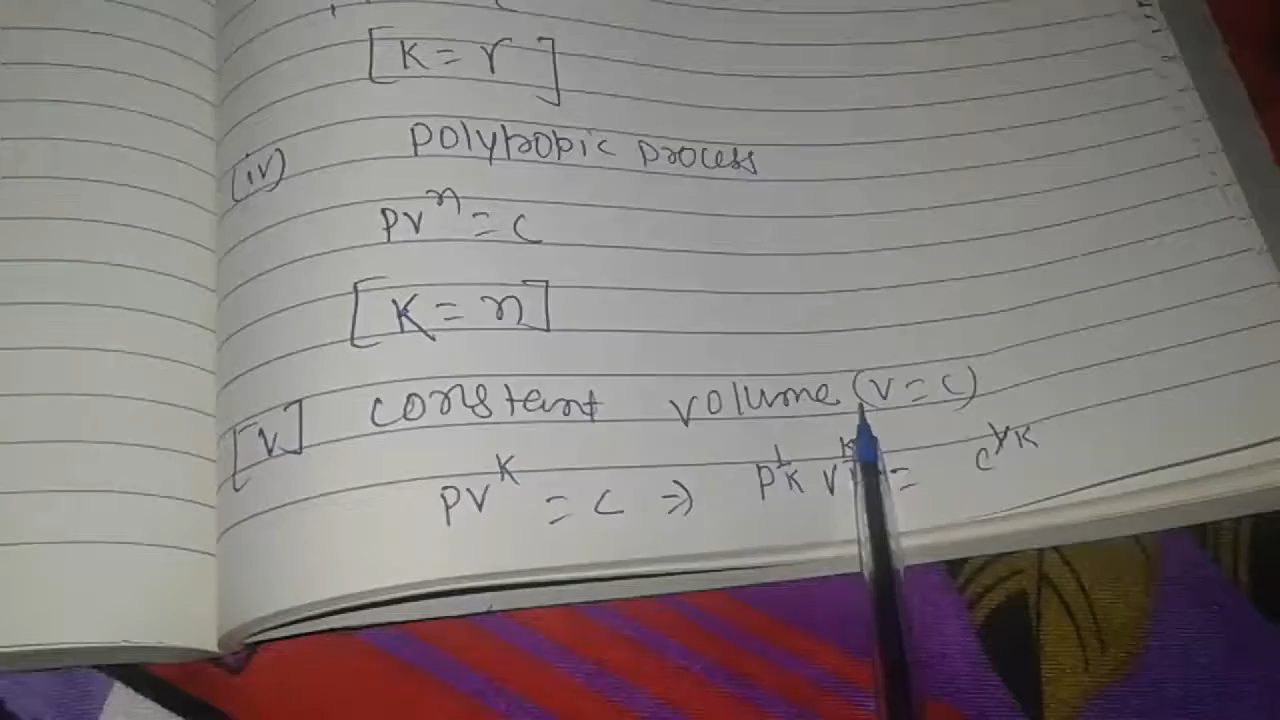 [K = γ]
(iv) polytropic process
PV^n = C
[K = n]
[v] constant volume (V = C)
PV^K = C ⇒ P^1/K V^K = C^1/K